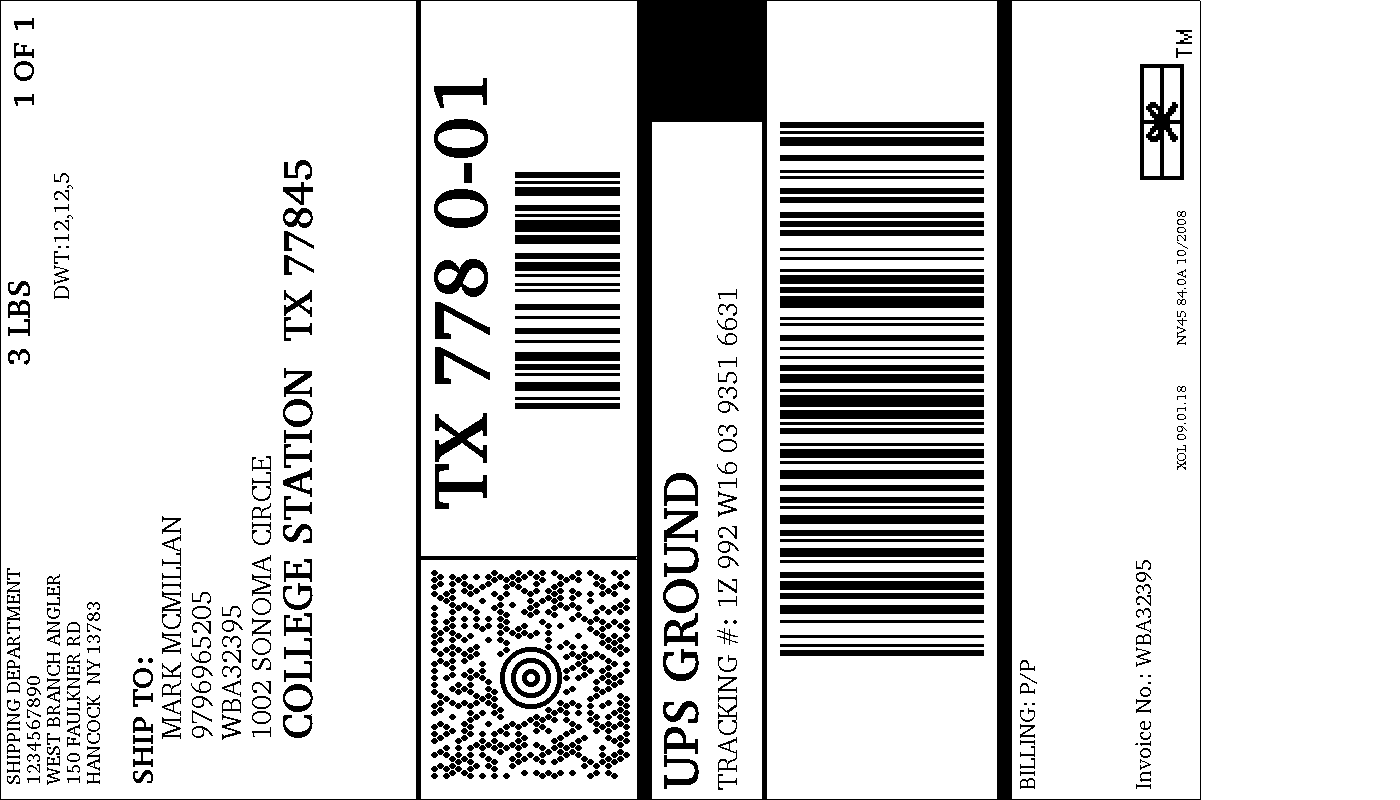 SHIPPING DEPARTMENT
1234567890
WEST BRANCH ANGLER
150 FAULKNER RD
HANCOCK  NY 13783
3 LBS
1 OF 1
DWT:12,12,5
SHIP TO:
MARK MCMILLAN
9796965205
WBA32395
1002 SONOMA CIRCLE
COLLEGE STATION  TX 77845
TX 778 0-01
UPS GROUND
TRACKING #: 1Z 992 W16 03 9351 6631
BILLING: P/P
Invoice No.: WBA32395
XOL 09.01.18
NV45 84.0A 10/2008
TM